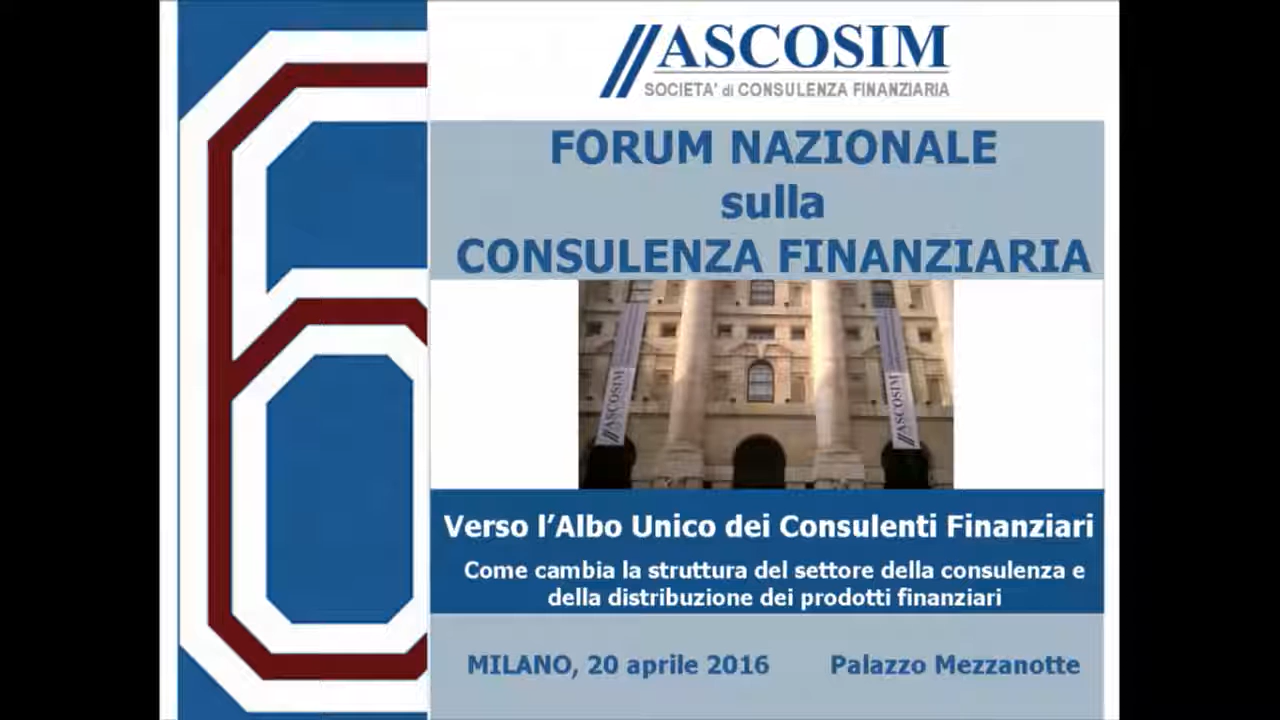 6
ASCOSIM
SOCIETA' di CONSULENZA FINANZIARIA
FORUM NAZIONALE
sulla
CONSULENZA FINANZIARIA
ASCOSIM
ASCOSIM
Verso l'Albo Unico dei Consulenti Finanziari
Come cambia la struttura del settore della consulenza e
della distribuzione dei prodotti finanziari
MILANO, 20 aprile 2016 Palazzo Mezzanotte